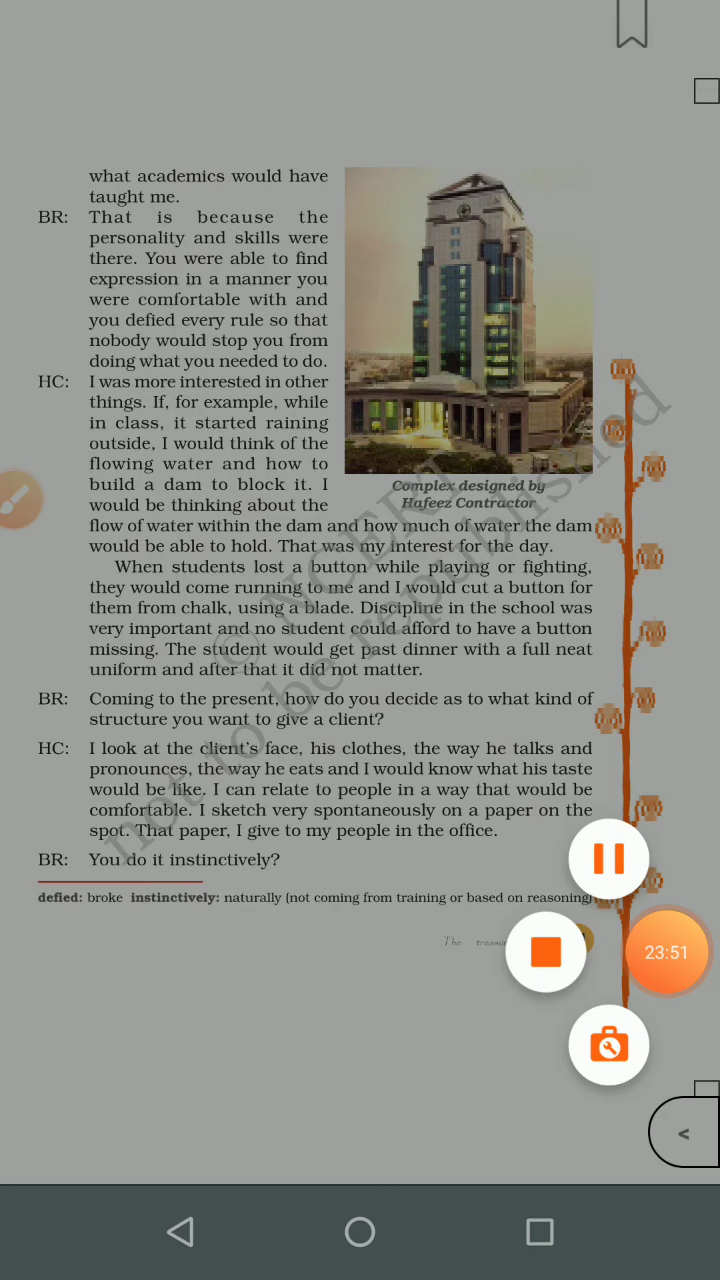 what academics would have
taught me.
BR: That is because the
personality and skills were
there. You were able to find
expression in a manner you
were comfortable with and
you defied every rule so that
nobody would stop you from
doing what you needed to do.
HC: I was more interested in other
things. If, for example, while
in class, it started raining
outside, I would think of the
flowing water and how to
build a dam to block it. I
would be thinking about the
Complex designed by
Hafeez Contractor
flow of water within the dam and how much of water the dam
would be able to hold. That was my interest for the day.
When students lost a button while playing or fighting,
they would come running to me and I would cut a button for
them from chalk, using a blade. Discipline in the school was
very important and no student could afford to have a button
missing. The student would get past dinner with a full neat
uniform and after that it did not matter.
BR: Coming to the present, how do you decide as to what kind of
structure you want to give a client?
HC: I look at the client's face, his clothes, the way he talks and
pronounces, the way he eats and I would know what his taste
would be like. I can relate to people in a way that would be
comfortable. I sketch very spontaneously on a paper on the
spot. That paper, I give to my people in the office.
BR: You do it instinctively?
defied: broke instinctively: naturally (not coming from training or based on reasoning)
The
© NCERT
not to be republished
23:51
<